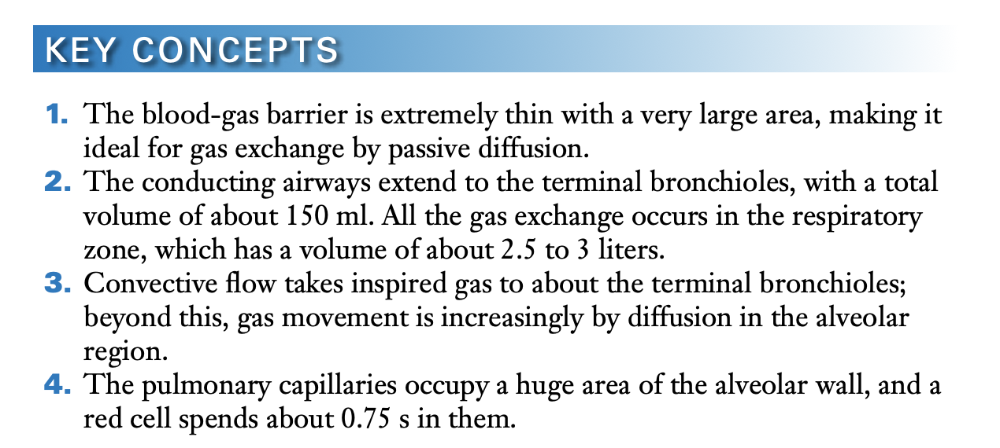 KEY CONCEPTS
1. The blood-gas barrier is extremely thin with a very large area, making it
ideal for gas exchange by passive diffusion.
2. The conducting airways extend to the terminal bronchioles, with a total
volume of about 150 ml. All the gas exchange occurs in the respiratory
zone, which has a volume of about 2.5 to 3 liters.
3. Convective flow takes inspired gas to about the terminal bronchioles;
beyond this, gas movement is increasingly by diffusion in the alveolar
region.
4. The pulmonary capillaries occupy a huge area of the alveolar wall, and a
red cell spends about 0.75 s in them.